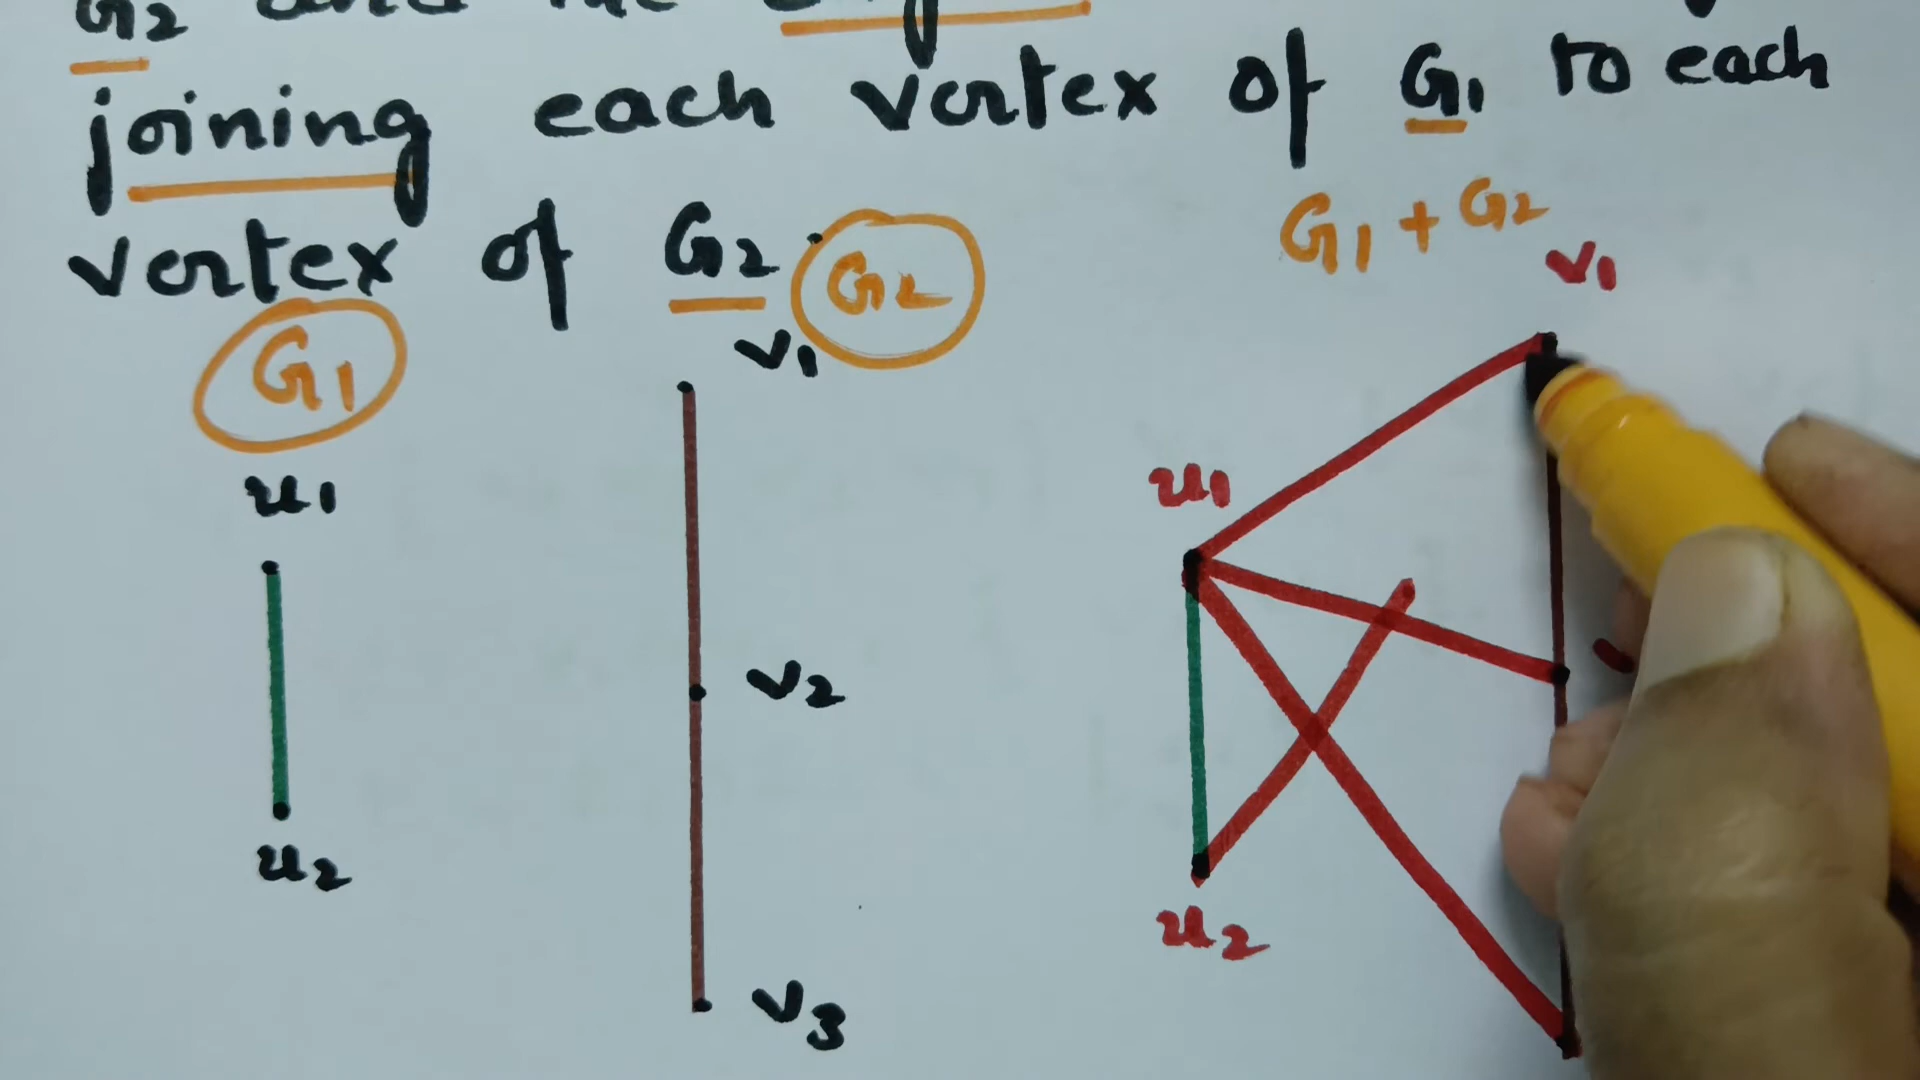 G2
joining each vertex of G1 to each
vertex of G2.
G1
G2
G1 + G2
u1
u2
v1
v2
v3
v1
u1
u2